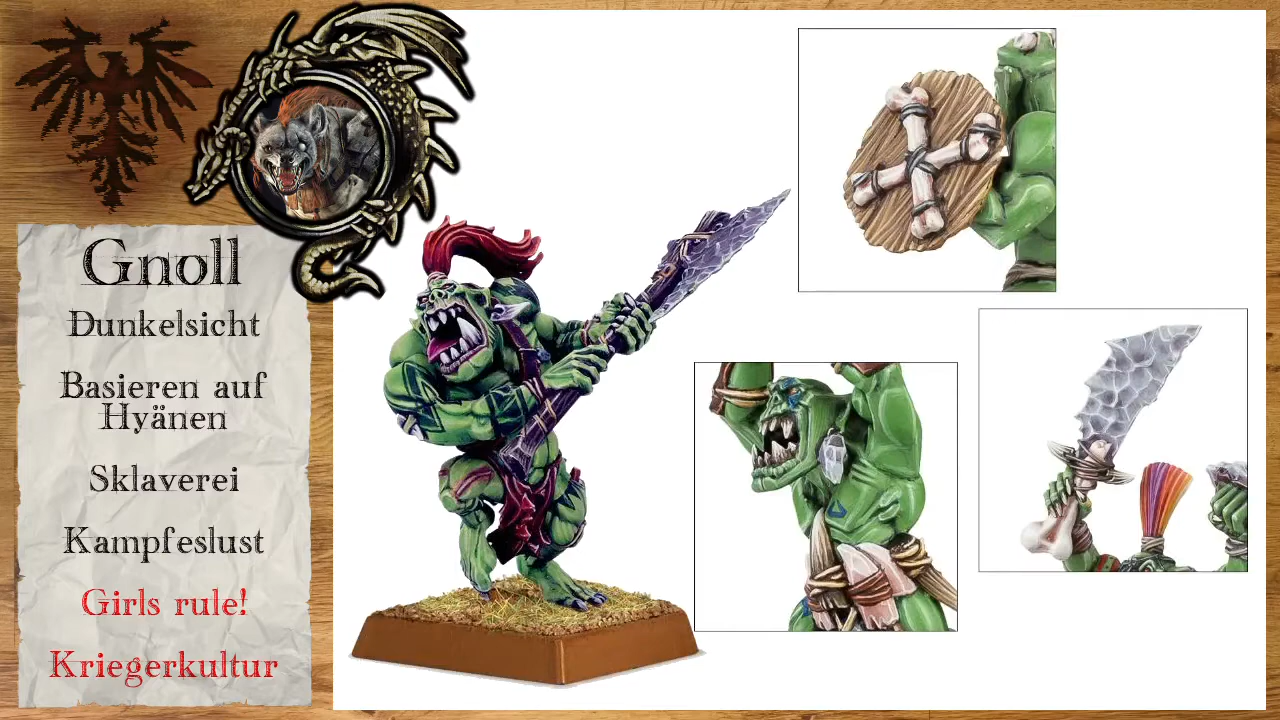 Gnoll
Dunkelsicht
Basieren auf
Hyänen
Sklaverei
Kampfeslust
Girls rule!
Kriegerkultur